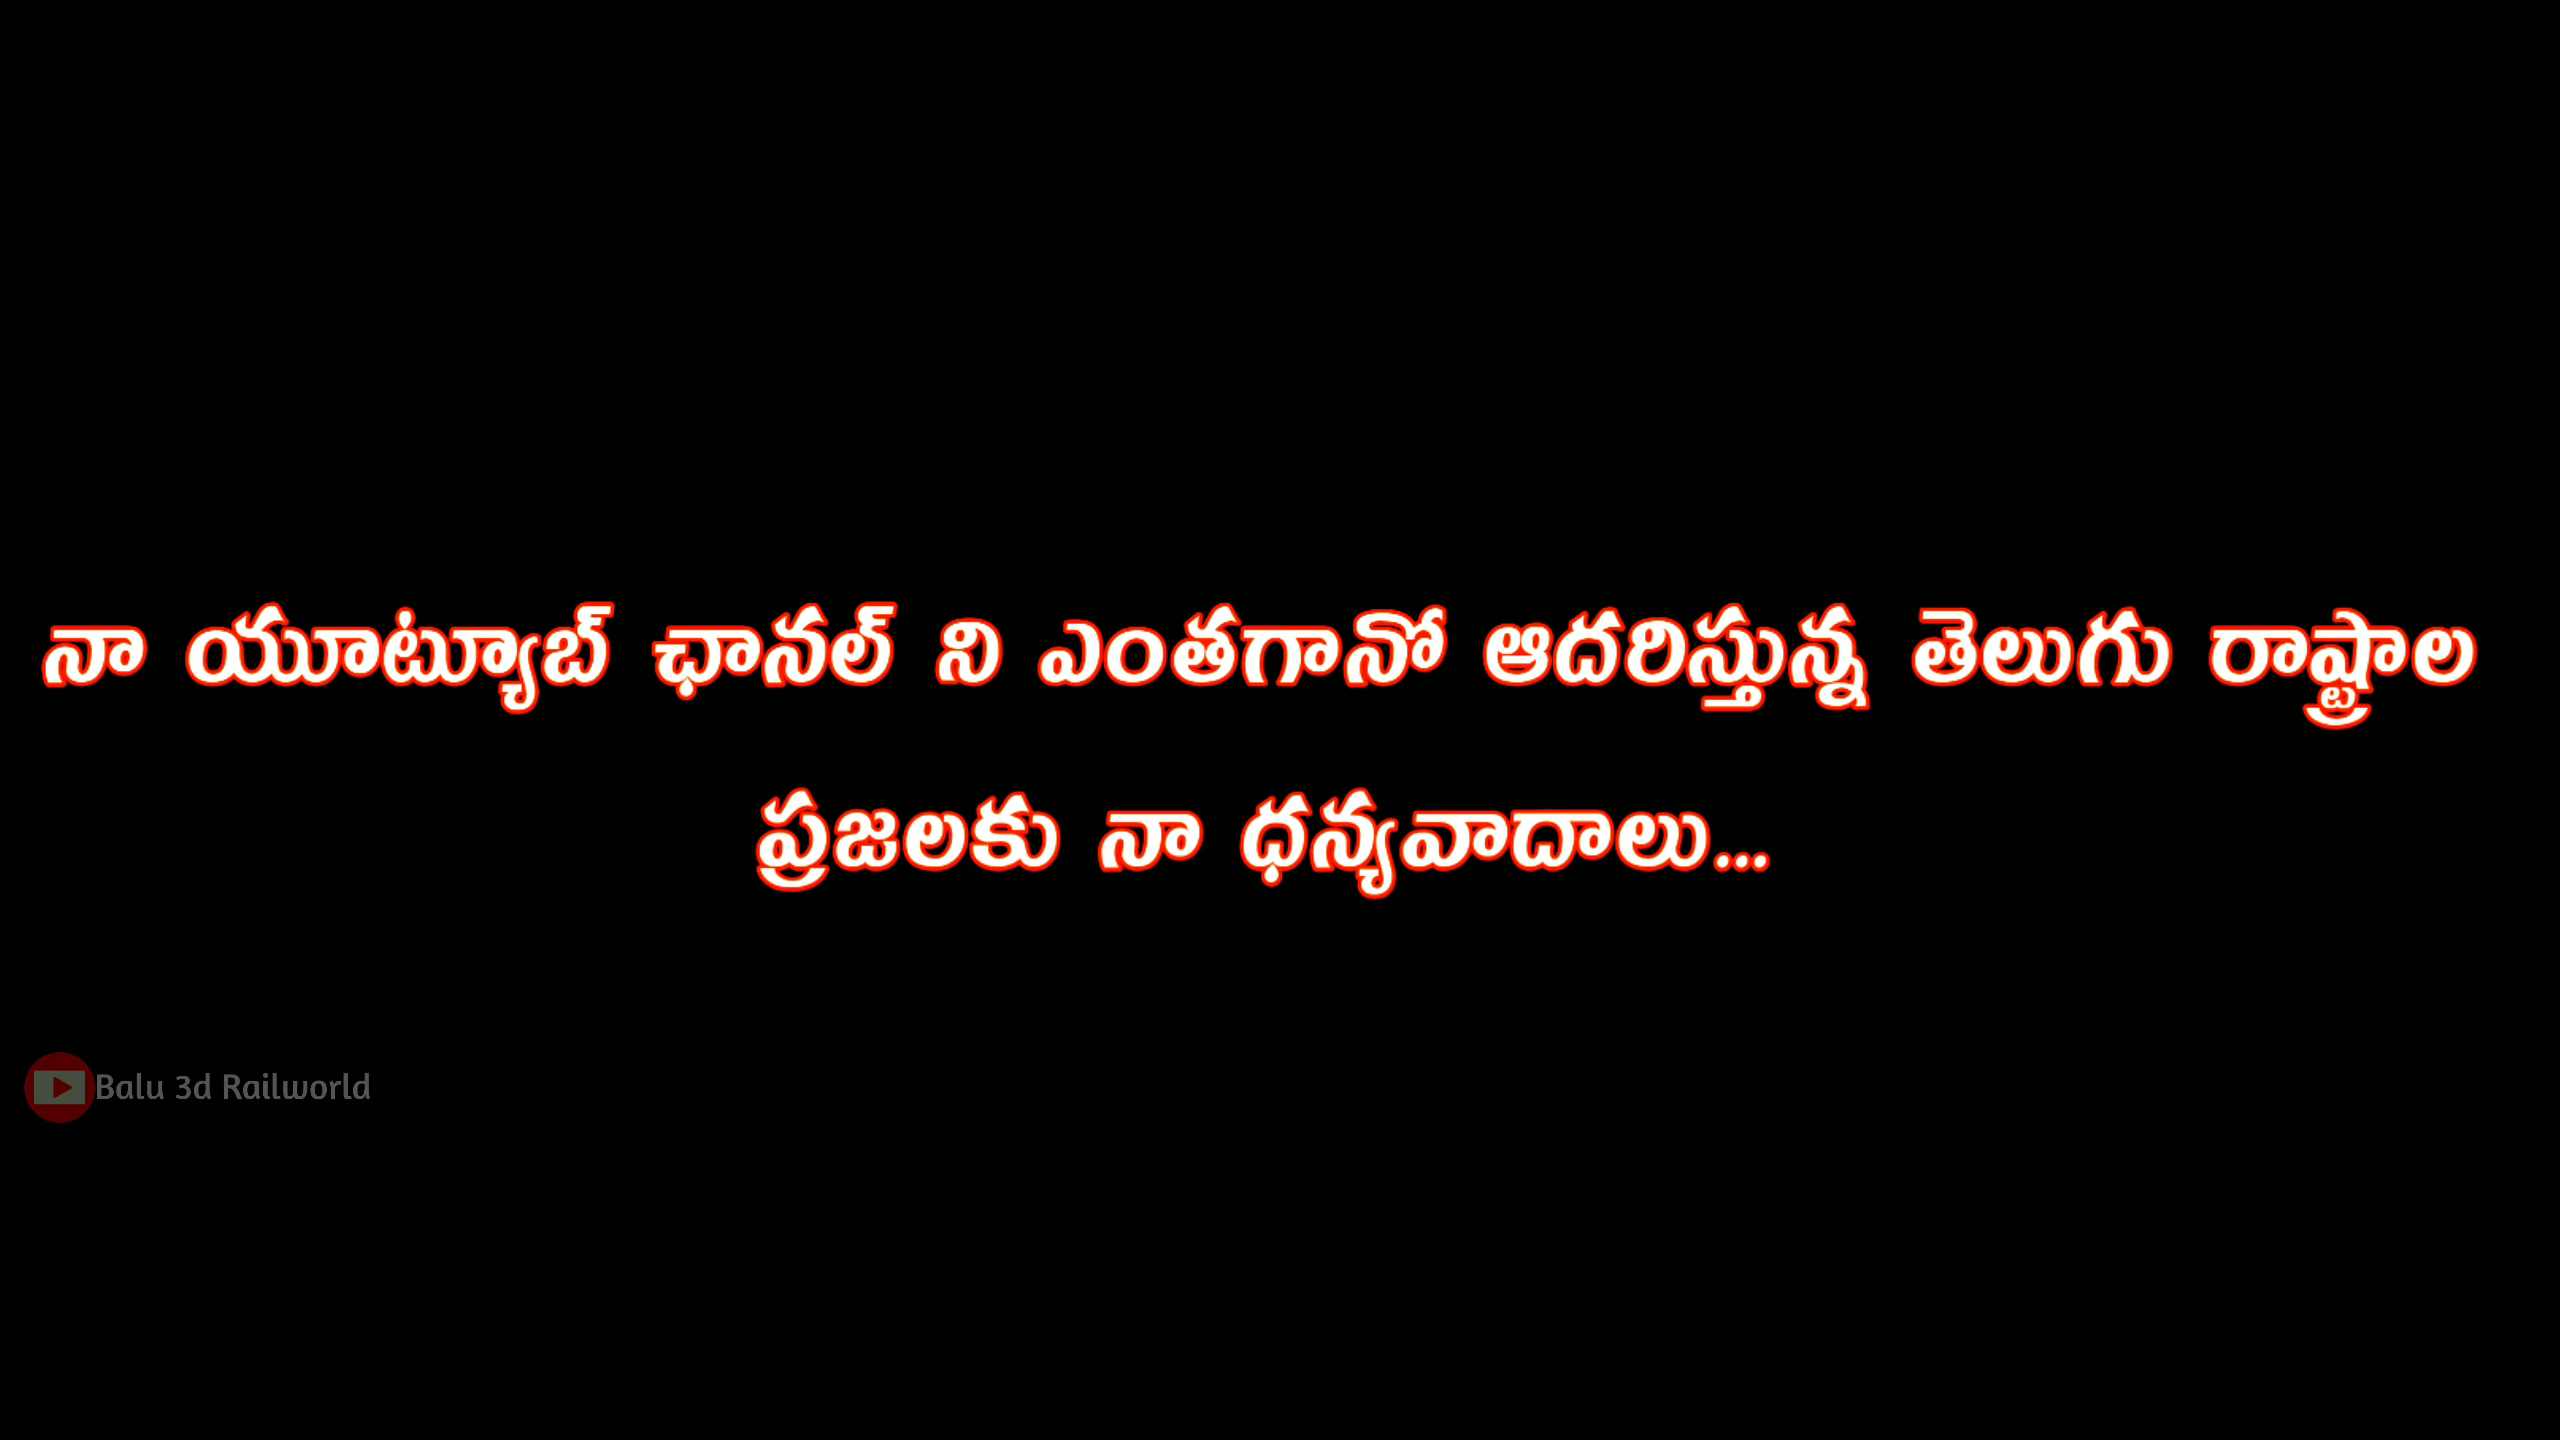 నా యూట్యూబ్ ఛానల్ ని ఎంతగానో ఆదరిస్తున్న తెలుగు రాష్ట్రాల
ప్రజలకు నా ధన్యవాదాలు...
Balu 3d Railworld